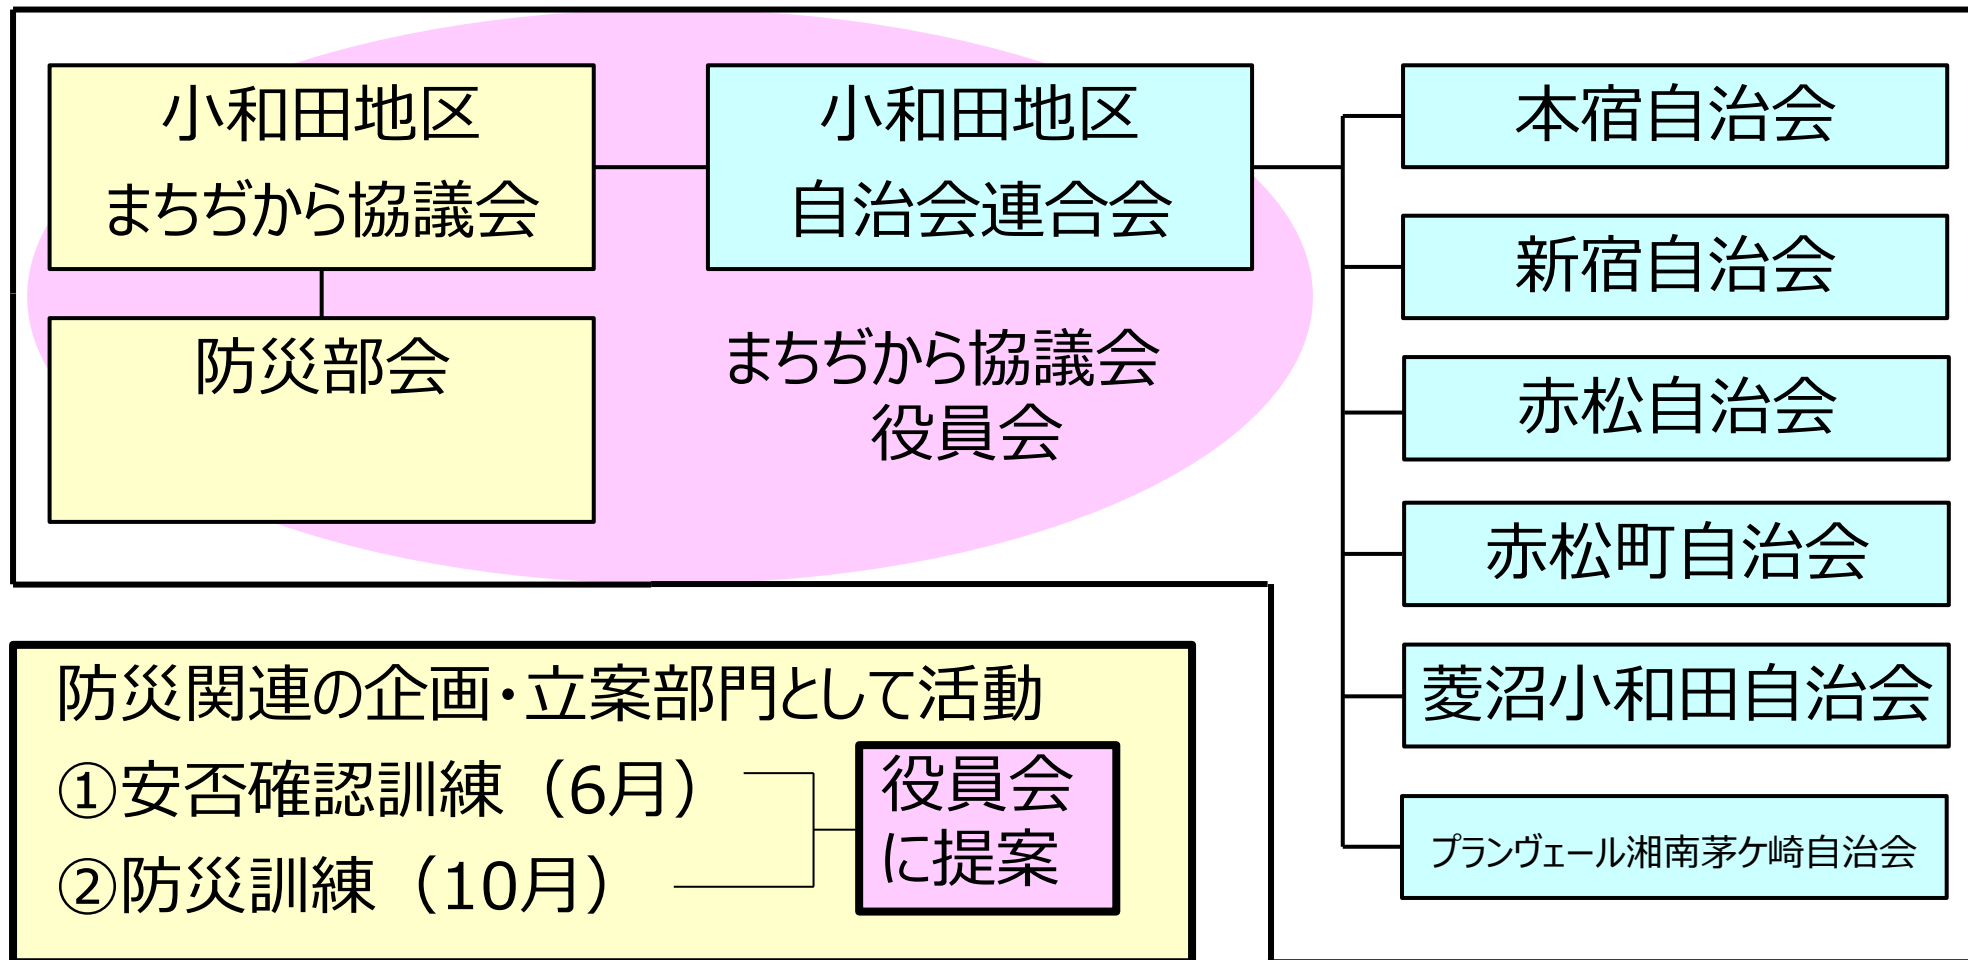 小和田地区
まちぢから協議会
小和田地区
自治会連合会
防災部会
まちぢから協議会
役員会
本宿自治会
新宿自治会
赤松自治会
赤松町自治会
菱沼小和田自治会
プランヴェール湘南茅ケ崎自治会
防災関連の企画・立案部門として活動
①安否確認訓練（6月）
②防災訓練（10月）
役員会
に提案